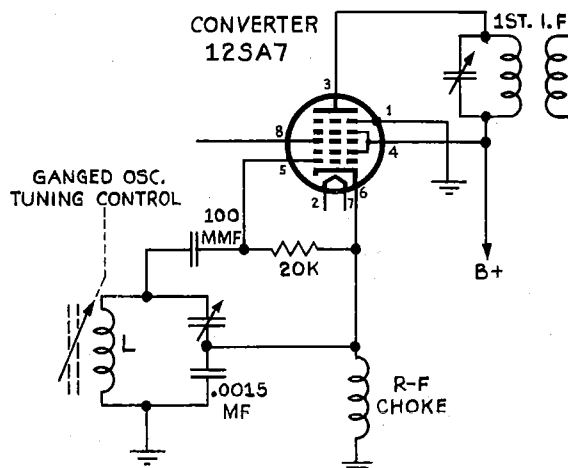 CONVERTER
12SA7
1ST. I.F
3
1
8
4
5
6
2
7
GANGED OSC.
TUNING CONTROL
100
MMF
20K
B+
L
.0015
MF
R-F
CHOKE